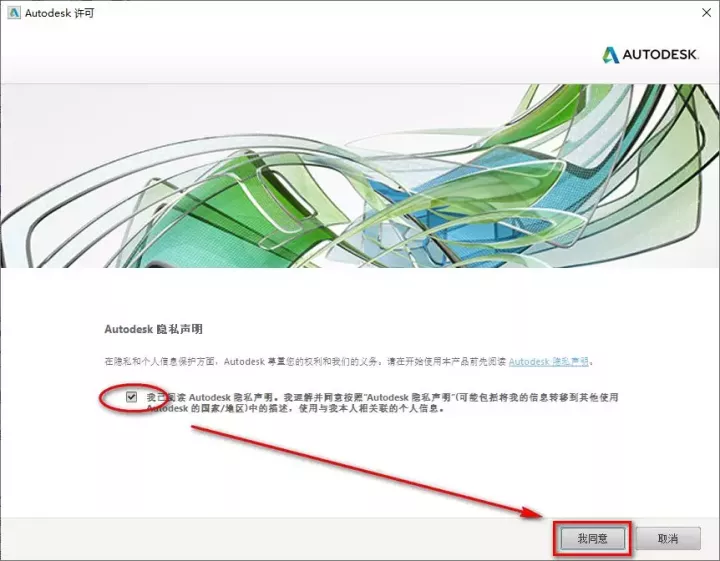 Autodesk 许可
AUTODESK.
Autodesk 隐私声明
在隐私和个人信息保护方面，Autodesk 尊重您的权利和我们的义务。请在开始使用本产品前先阅读 Autodesk 隐私声明。
我已阅读 Autodesk 隐私声明。我理解并同意按照“Autodesk 隐私声明”(可能包括将我的信息转移到其他使用
Autodesk 的国家/地区)中的描述，使用与我本人相关联的个人信息。
我同意
取消